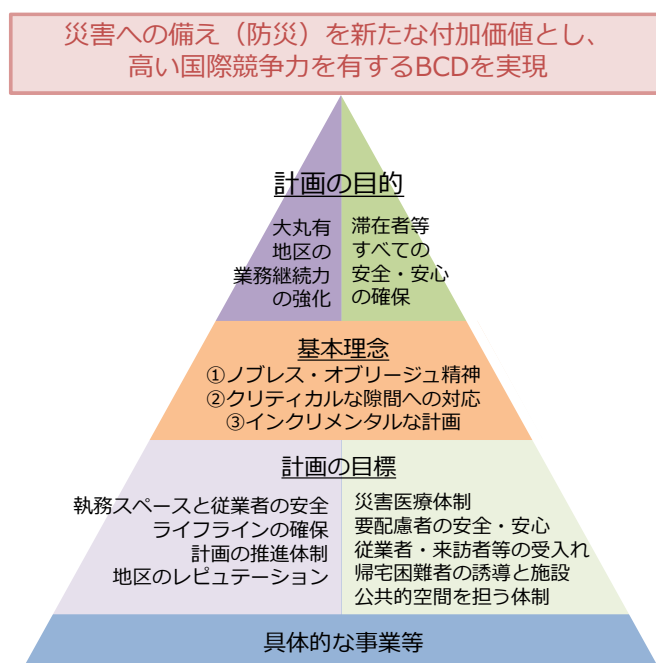 災害への備え（防災）を新たな付加価値とし、
高い国際競争力を有するBCDを実現
計画の目的
大丸有
地区の
業務継続力
の強化
滞在者等
すべての
安全・安心
の確保
基本理念
①ノブレス・オブリージュ精神
②クリティカルな隙間への対応
③インクリメンタルな計画
計画の目標
執務スペースと従業者の安全
ライフラインの確保
計画の推進体制
地区のレピュテーション
災害医療体制
要配慮者の安全・安心
従業者・来訪者等の受入れ
帰宅困難者の誘導と施設
公共的空間を担う体制
具体的な事業等